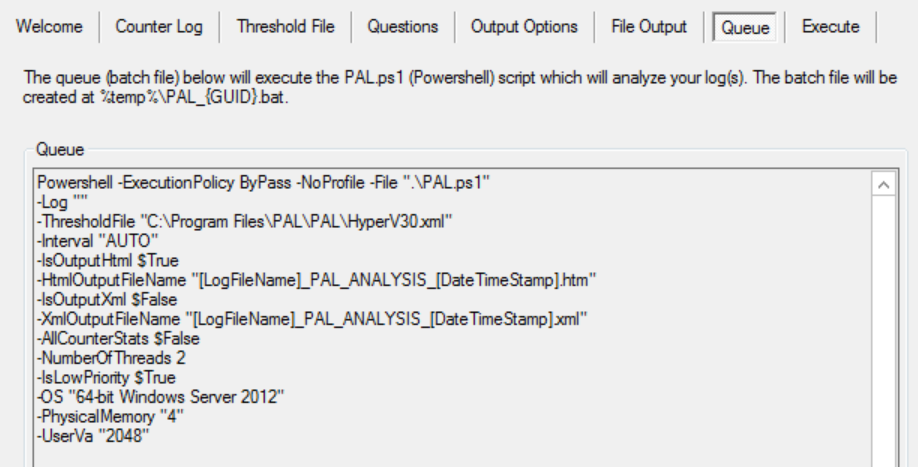 Welcome Counter Log Threshold File Questions Output Options File Output Queue Execute
The queue (batch file) below will execute the PAL.ps1 (Powershell) script which will analyze your log(s). The batch file will be
created at %temp%\PAL_{GUID}.bat.
Queue
Powershell -ExecutionPolicy ByPass -NoProfile -File ".\PAL.ps1"
-Log ""
-ThresholdFile "C:\Program Files\PAL\PAL\HyperV30.xml"
-Interval "AUTO"
-IsOutputHtml $True
-HtmlOutputFileName "[LogFileName]_PAL_ANALYSIS_[DateTimeStamp].htm"
-IsOutputXml $False
-XmlOutputFileName "[LogFileName]_PAL_ANALYSIS_[DateTimeStamp].xml"
-AllCounterStats $False
-NumberOfThreads 2
-IsLowPriority $True
-OS "64-bit Windows Server 2012"
-PhysicalMemory "4"
-UserVa "2048"